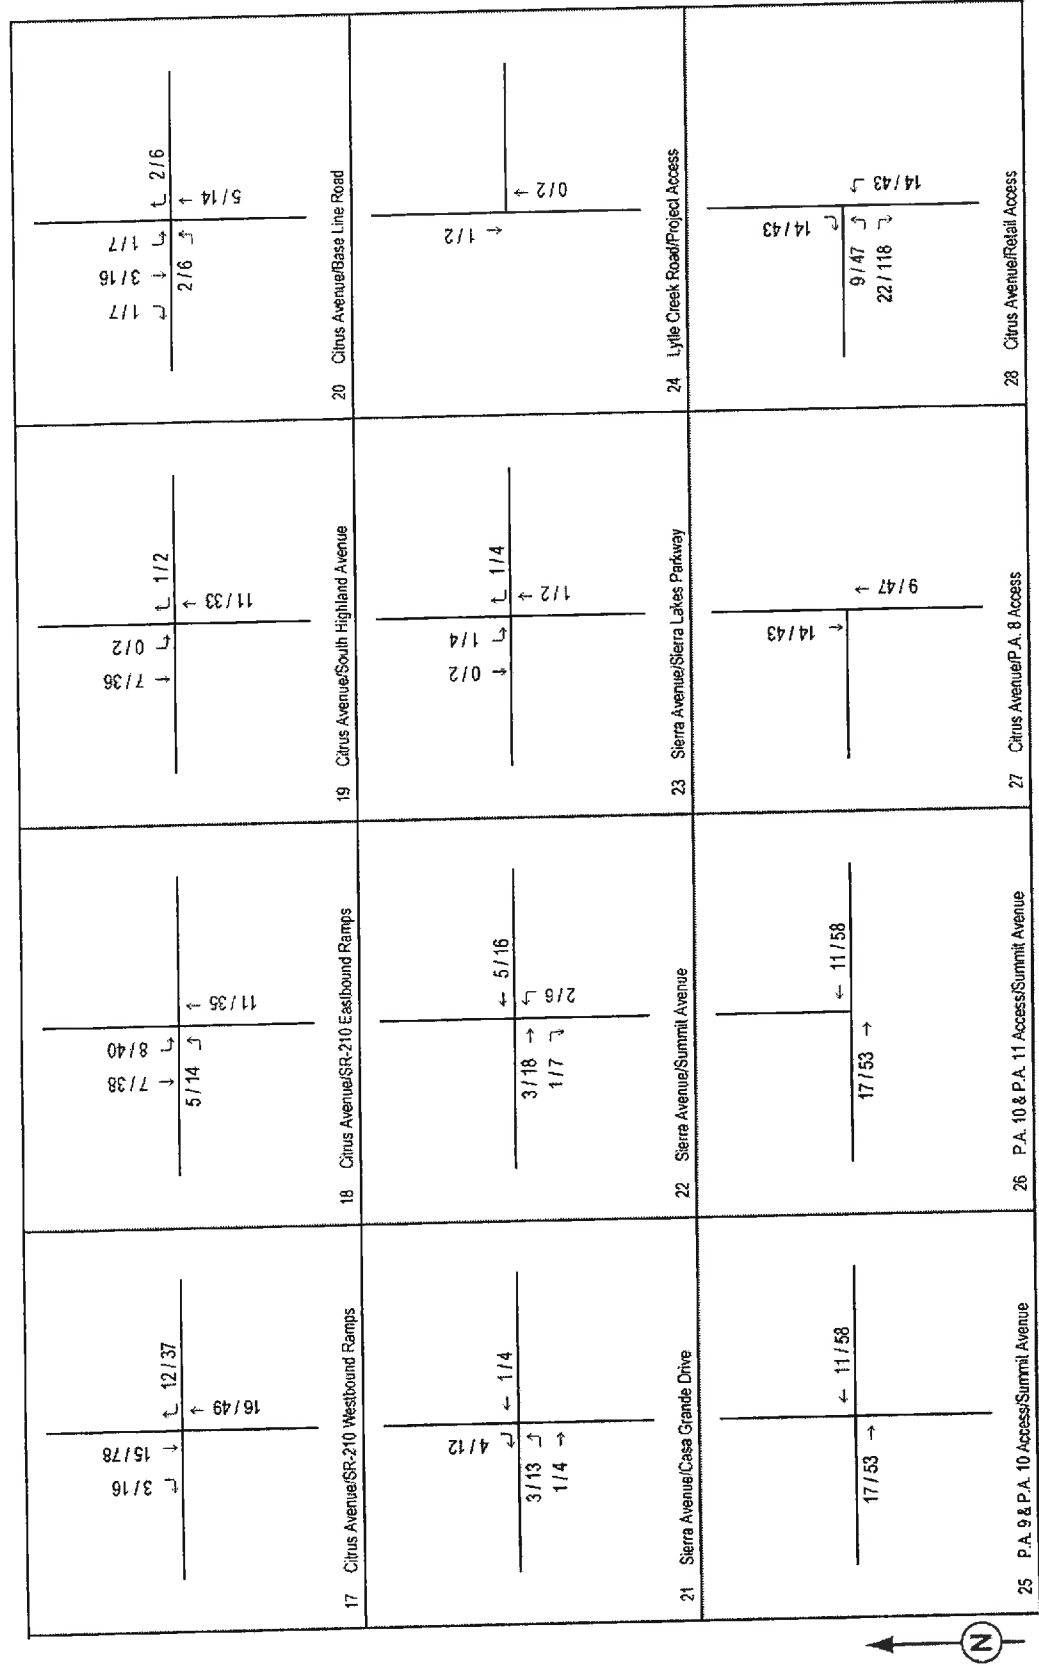 3 / 16
15 / 78
12 / 37
16 / 49
17 Citrus Avenue/SR-210 Westbound Ramps
7 / 38
8 / 40
5 / 14
11 / 35
18 Citrus Avenue/SR-210 Eastbound Ramps
7 / 36
0 / 2
1 / 2
11 / 33
19 Citrus Avenue/South Highland Avenue
1 / 7
3 / 16
1 / 7
2 / 6
2 / 6
5 / 14
20 Citrus Avenue/Base Line Road
4 / 12
1 / 4
3 / 13
1 / 4
21 Sierra Avenue/Casa Grande Drive
5 / 16
3 / 18
1 / 7
2 / 6
22 Sierra Avenue/Summit Avenue
0 / 2
1 / 4
1 / 4
1 / 2
23 Sierra Avenue/Sierra Lakes Parkway
1 / 2
0 / 2
24 Lytle Creek Road/Project Access
11 / 58
17 / 53
25 P.A. 9 & P.A. 10 Access/Summit Avenue
11 / 58
17 / 53
26 P.A. 10 & P.A. 11 Access/Summit Avenue
14 / 43
9 / 47
27 Citrus Avenue/P.A. 8 Access
14 / 43
9 / 47
22 / 118
14 / 43
28 Citrus Avenue/Retail Access
N